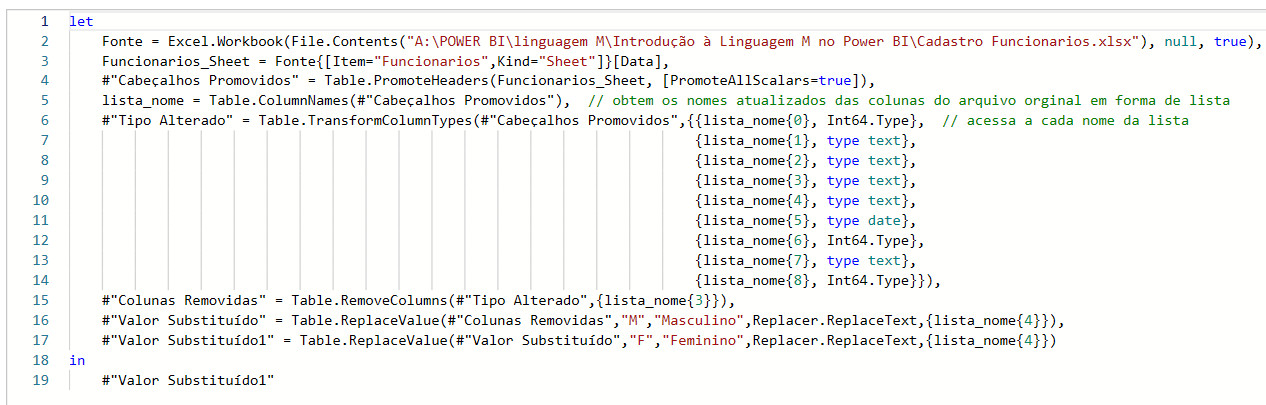 1 let
2 Fonte = Excel.Workbook(File.Contents("A:\POWER BI\linguagem M\Introdução à Linguagem M no Power BI\Cadastro Funcionarios.xlsx"), null, true),
3 Funcionarios_Sheet = Fonte{[Item="Funcionarios",Kind="Sheet"]}[Data],
4 #"Cabeçalhos Promovidos" = Table.PromoteHeaders(Funcionarios_Sheet, [PromoteAllScalars=true]),
5 lista_nome = Table.ColumnNames(#"Cabeçalhos Promovidos"),  // obtem os nomes atualizados das colunas do arquivo orginal em forma de lista
6 #"Tipo Alterado" = Table.TransformColumnTypes(#"Cabeçalhos Promovidos",{{lista_nome{0}, Int64.Type},  // acessa a cada nome da lista
7 {lista_nome{1}, type text},
8 {lista_nome{2}, type text},
9 {lista_nome{3}, type text},
10 {lista_nome{4}, type text},
11 {lista_nome{5}, type date},
12 {lista_nome{6}, Int64.Type},
13 {lista_nome{7}, type text},
14 {lista_nome{8}, Int64.Type}}),
15 #"Colunas Removidas" = Table.RemoveColumns(#"Tipo Alterado",{lista_nome{3}}),
16 #"Valor Substituído" = Table.ReplaceValue(#"Colunas Removidas","M","Masculino",Replacer.ReplaceText,{lista_nome{4}}),
17 #"Valor Substituído1" = Table.ReplaceValue(#"Valor Substituído","F","Feminino",Replacer.ReplaceText,{lista_nome{4}})
18 in
19 #"Valor Substituído1"